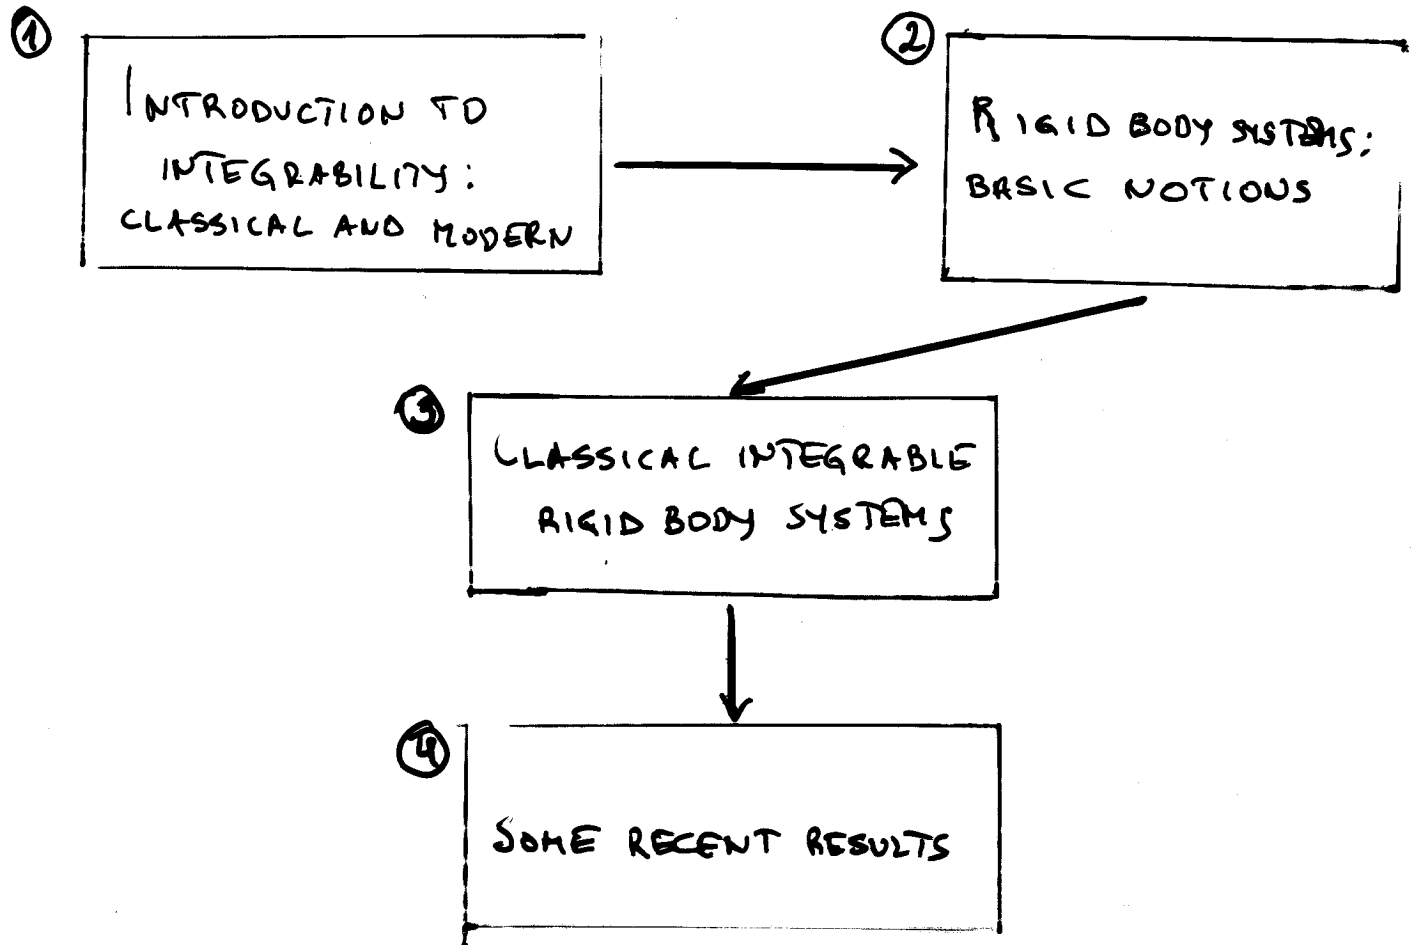 ①
INTRODUCTION TO
INTEGRABILITY:
CLASSICAL AND MODERN
②
RIGID BODY SYSTEMS:
BASIC NOTIONS
③
CLASSICAL INTEGRABLE
RIGID BODY SYSTEMS
④
SOME RECENT RESULTS